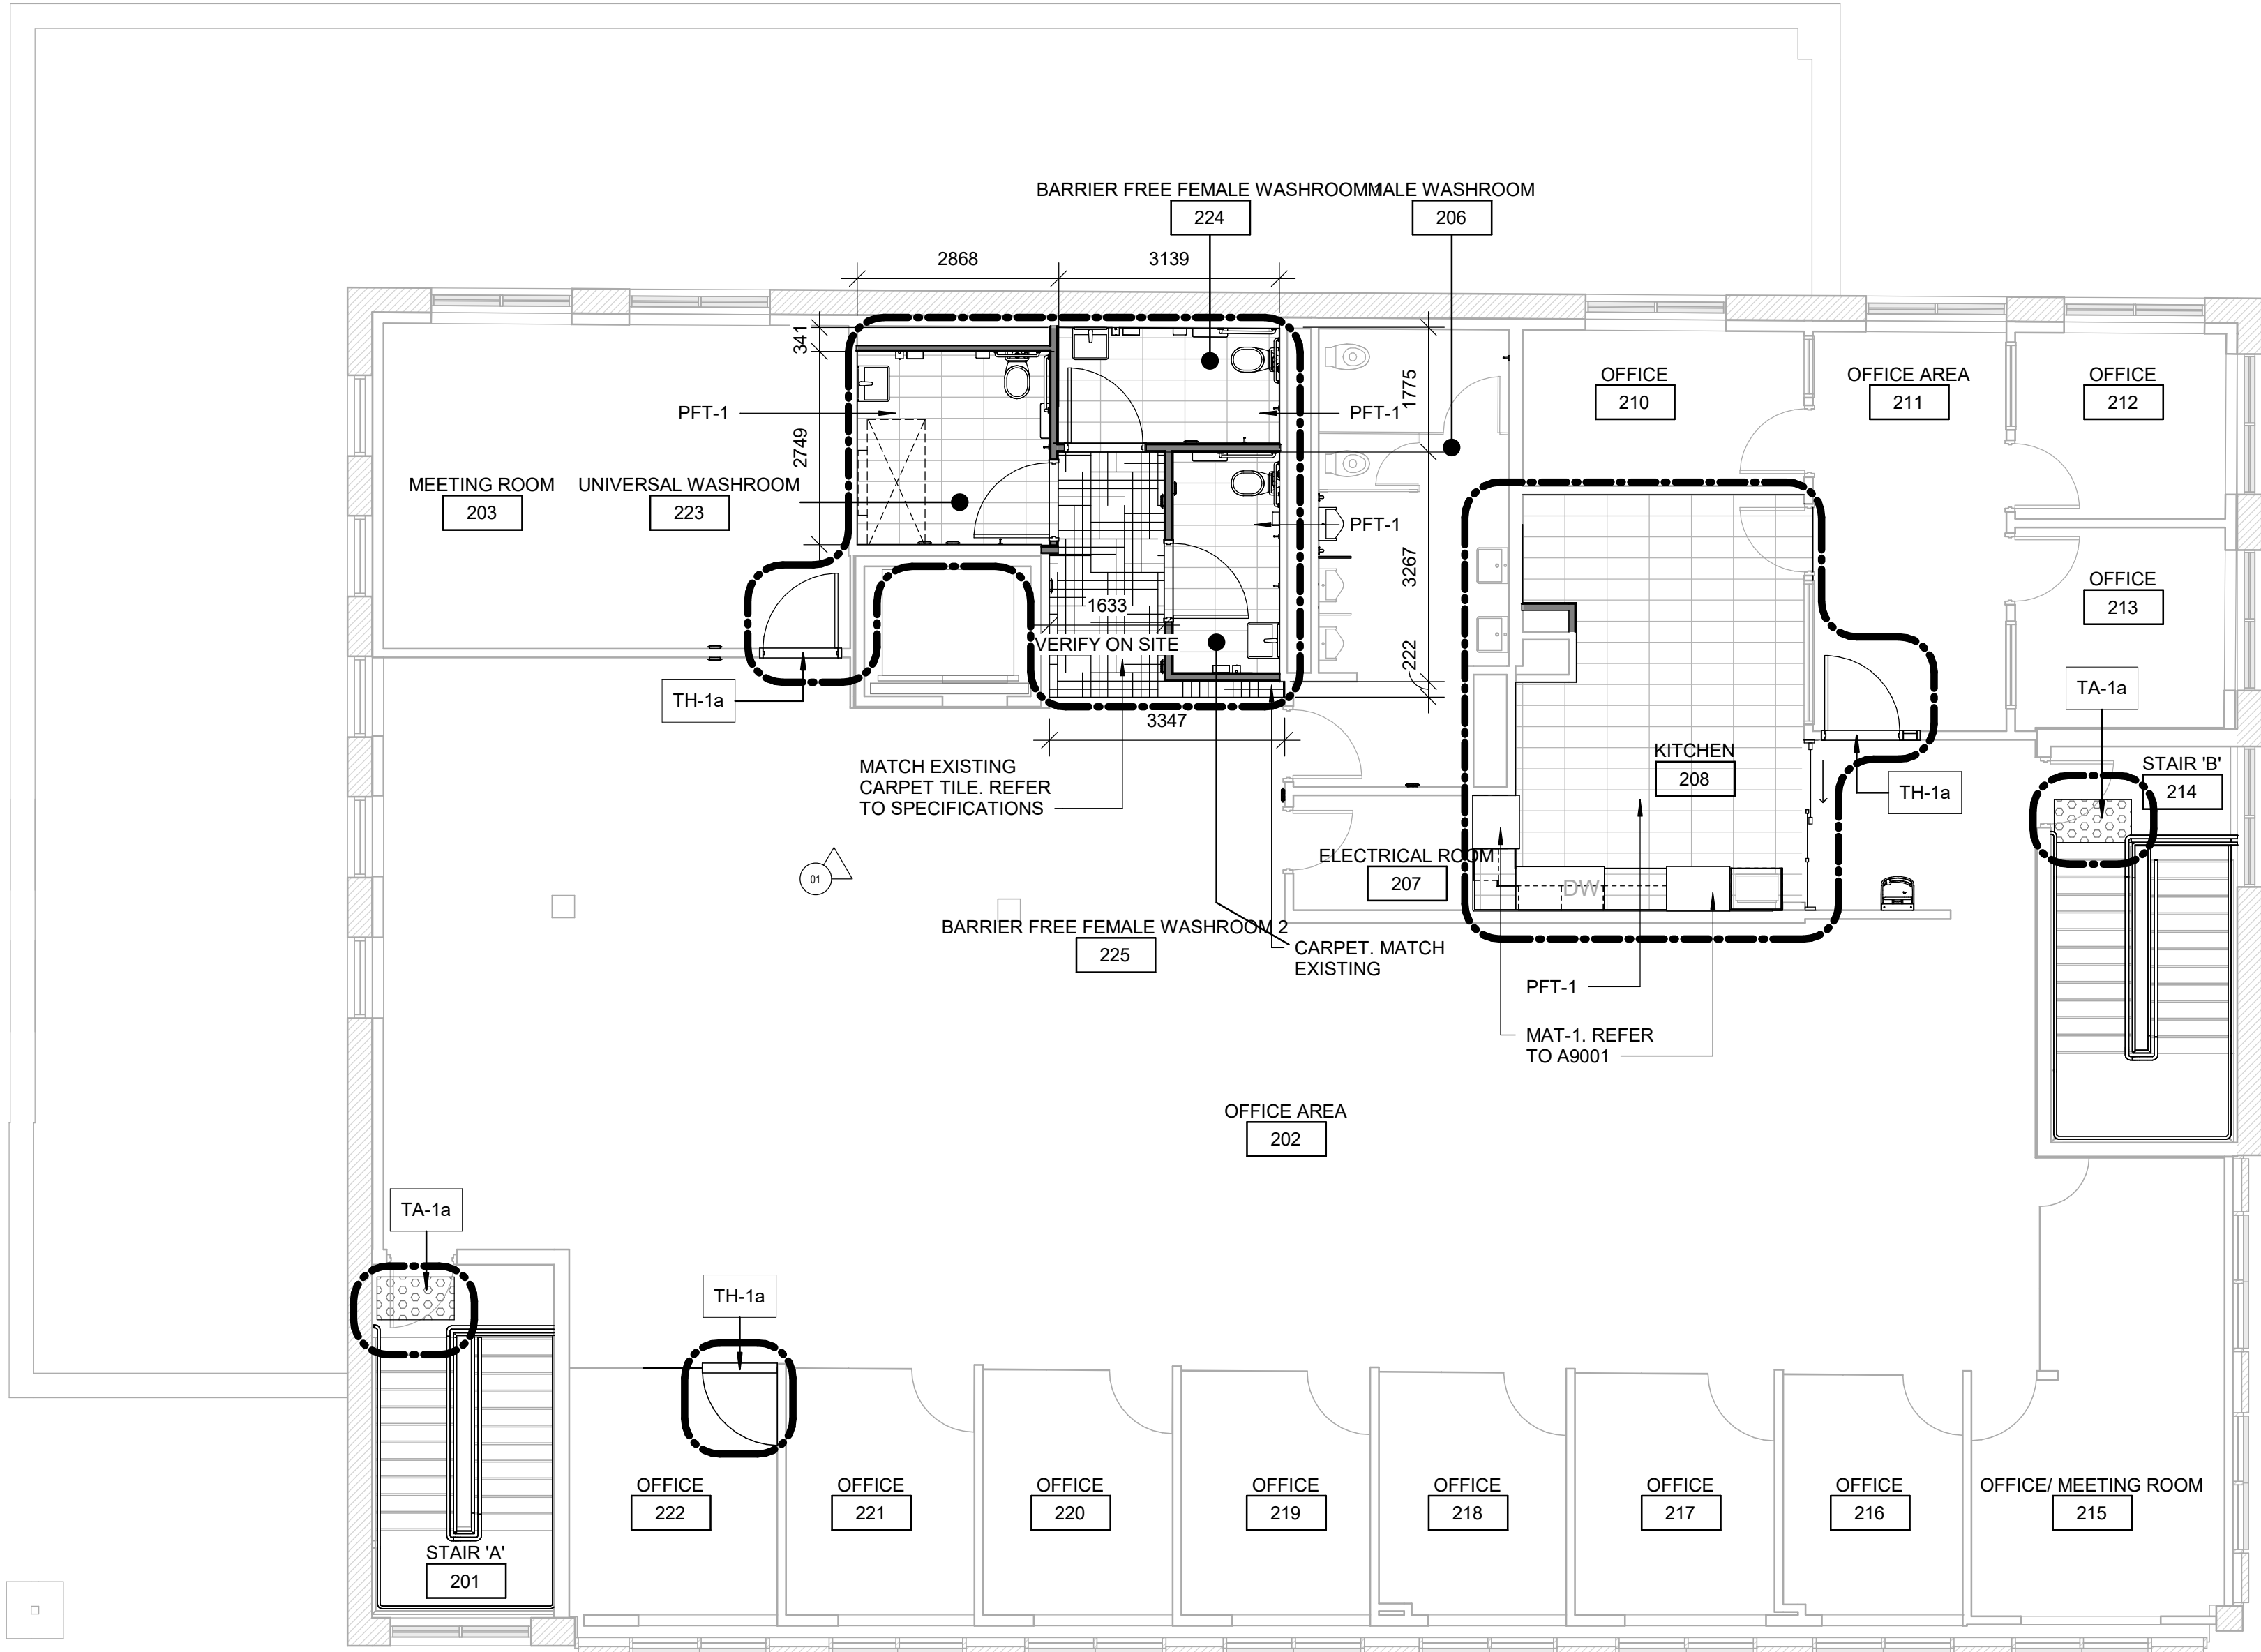 BARRIER FREE FEMALE WASHROOM 1
224
MALE WASHROOM
206
2868
3139
341
2749
1775
3267
222
PFT-1
PFT-1
PFT-1
MEETING ROOM
203
UNIVERSAL WASHROOM
223
OFFICE
210
OFFICE AREA
211
OFFICE
212
OFFICE
213
1633
VERIFY ON SITE
3347
TH-1a
TA-1a
MATCH EXISTING
CARPET TILE. REFER
TO SPECIFICATIONS
KITCHEN
208
TH-1a
STAIR 'B'
214
01
ELECTRICAL ROOM
207
DW
BARRIER FREE FEMALE WASHROOM 2
225
CARPET. MATCH
EXISTING
PFT-1
MAT-1. REFER
TO A9001
OFFICE AREA
202
TA-1a
TH-1a
STAIR 'A'
201
OFFICE
222
OFFICE
221
OFFICE
220
OFFICE
219
OFFICE
218
OFFICE
217
OFFICE
216
OFFICE/ MEETING ROOM
215